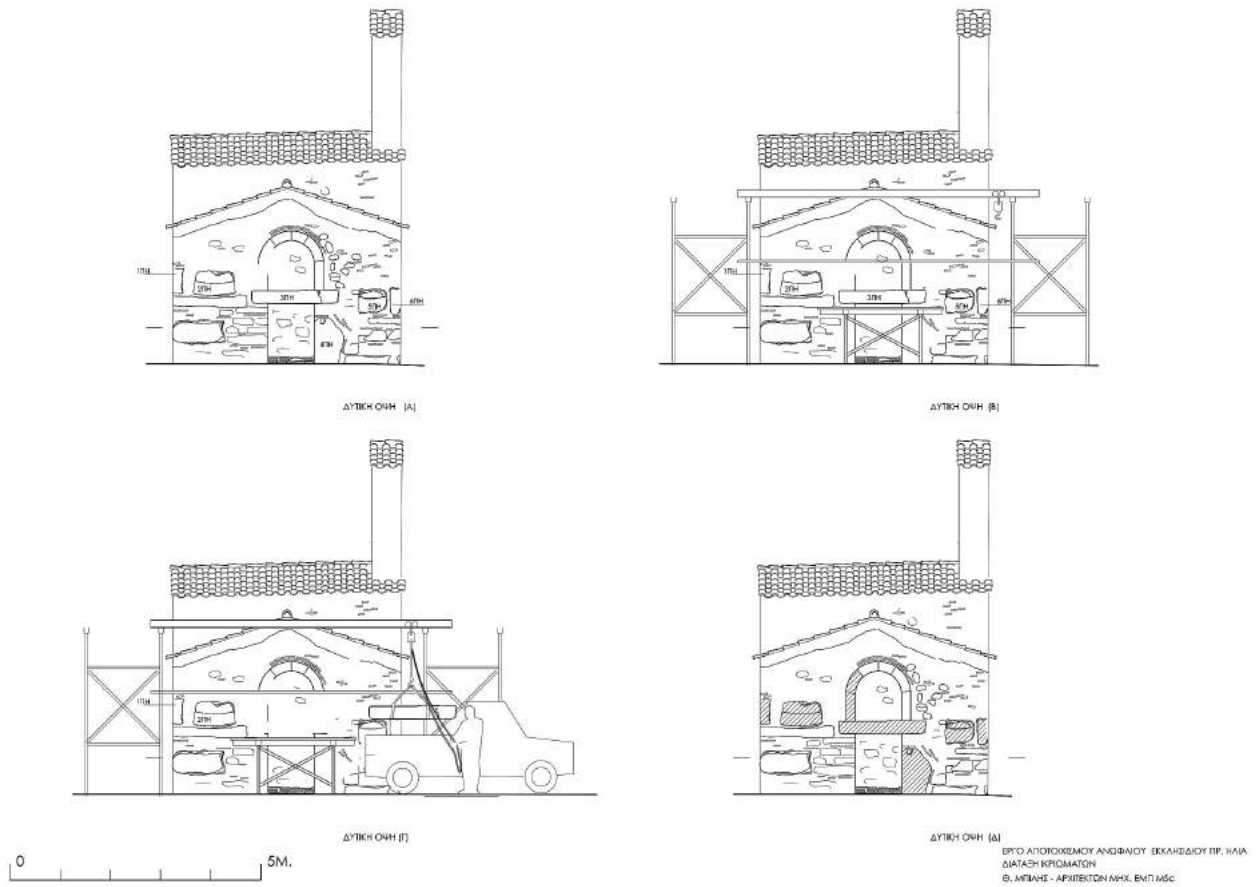 1ΠΗ
2ΠΗ
3ΠΗ
4ΠΗ
5ΠΗ
6ΠΗ
ΔΥΤΙΚΗ ΟΨΗ (Α)
1ΠΗ
2ΠΗ
3ΠΗ
5ΠΗ
6ΠΗ
ΔΥΤΙΚΗ ΟΨΗ (Β)
1ΠΗ
2ΠΗ
ΔΥΤΙΚΗ ΟΨΗ (Γ)
ΔΥΤΙΚΗ ΟΨΗ (Δ)
0 5Μ.
ΕΡΓΟ ΑΠΟΤΟΙΧΙΣΜΟΥ ΑΝΩΦΛΙΟΥ ΕΚΚΛΗΣΙΔΙΟΥ ΠΡ. ΗΛΙΑ
ΔΙΑΤΑΞΗ ΙΚΡΙΩΜΑΤΩΝ
Θ. ΜΠΙΛΗΣ - ΑΡΧΙΤΕΚΤΩΝ ΜΗΧ. ΕΜΠ MSc